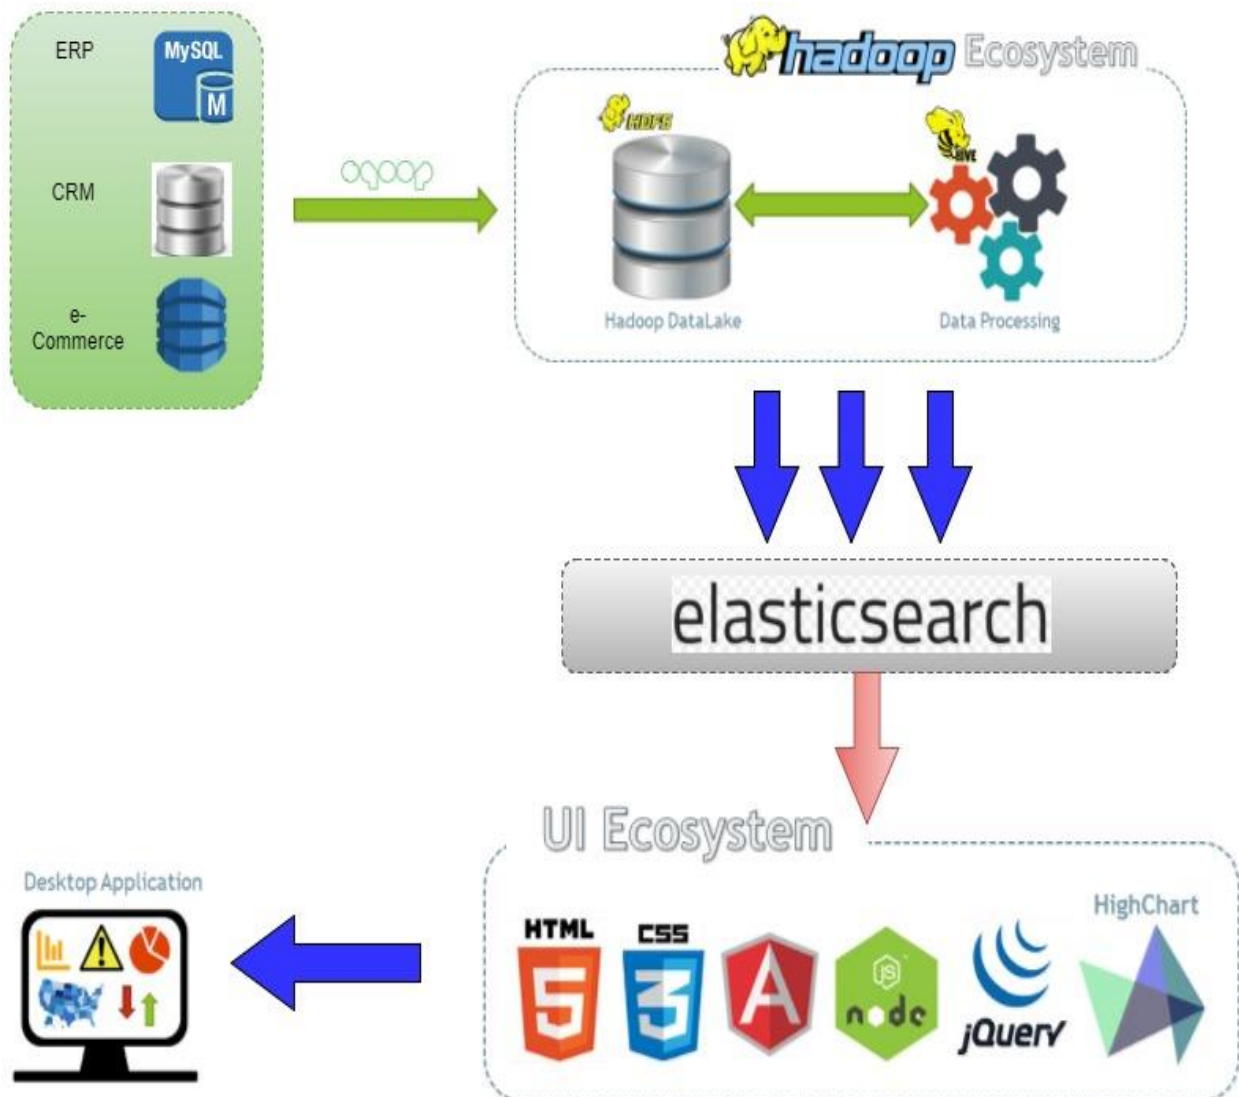 ERP
MySQL
M
CRM
e-
Commerce
sqoop
hadoop Ecosystem
HDFS
HIVE
Hadoop DataLake
Data Processing
elasticsearch
UI Ecosystem
Desktop Application
HTML
5
CSS
3
A
JS
node
jQuery
HighChart